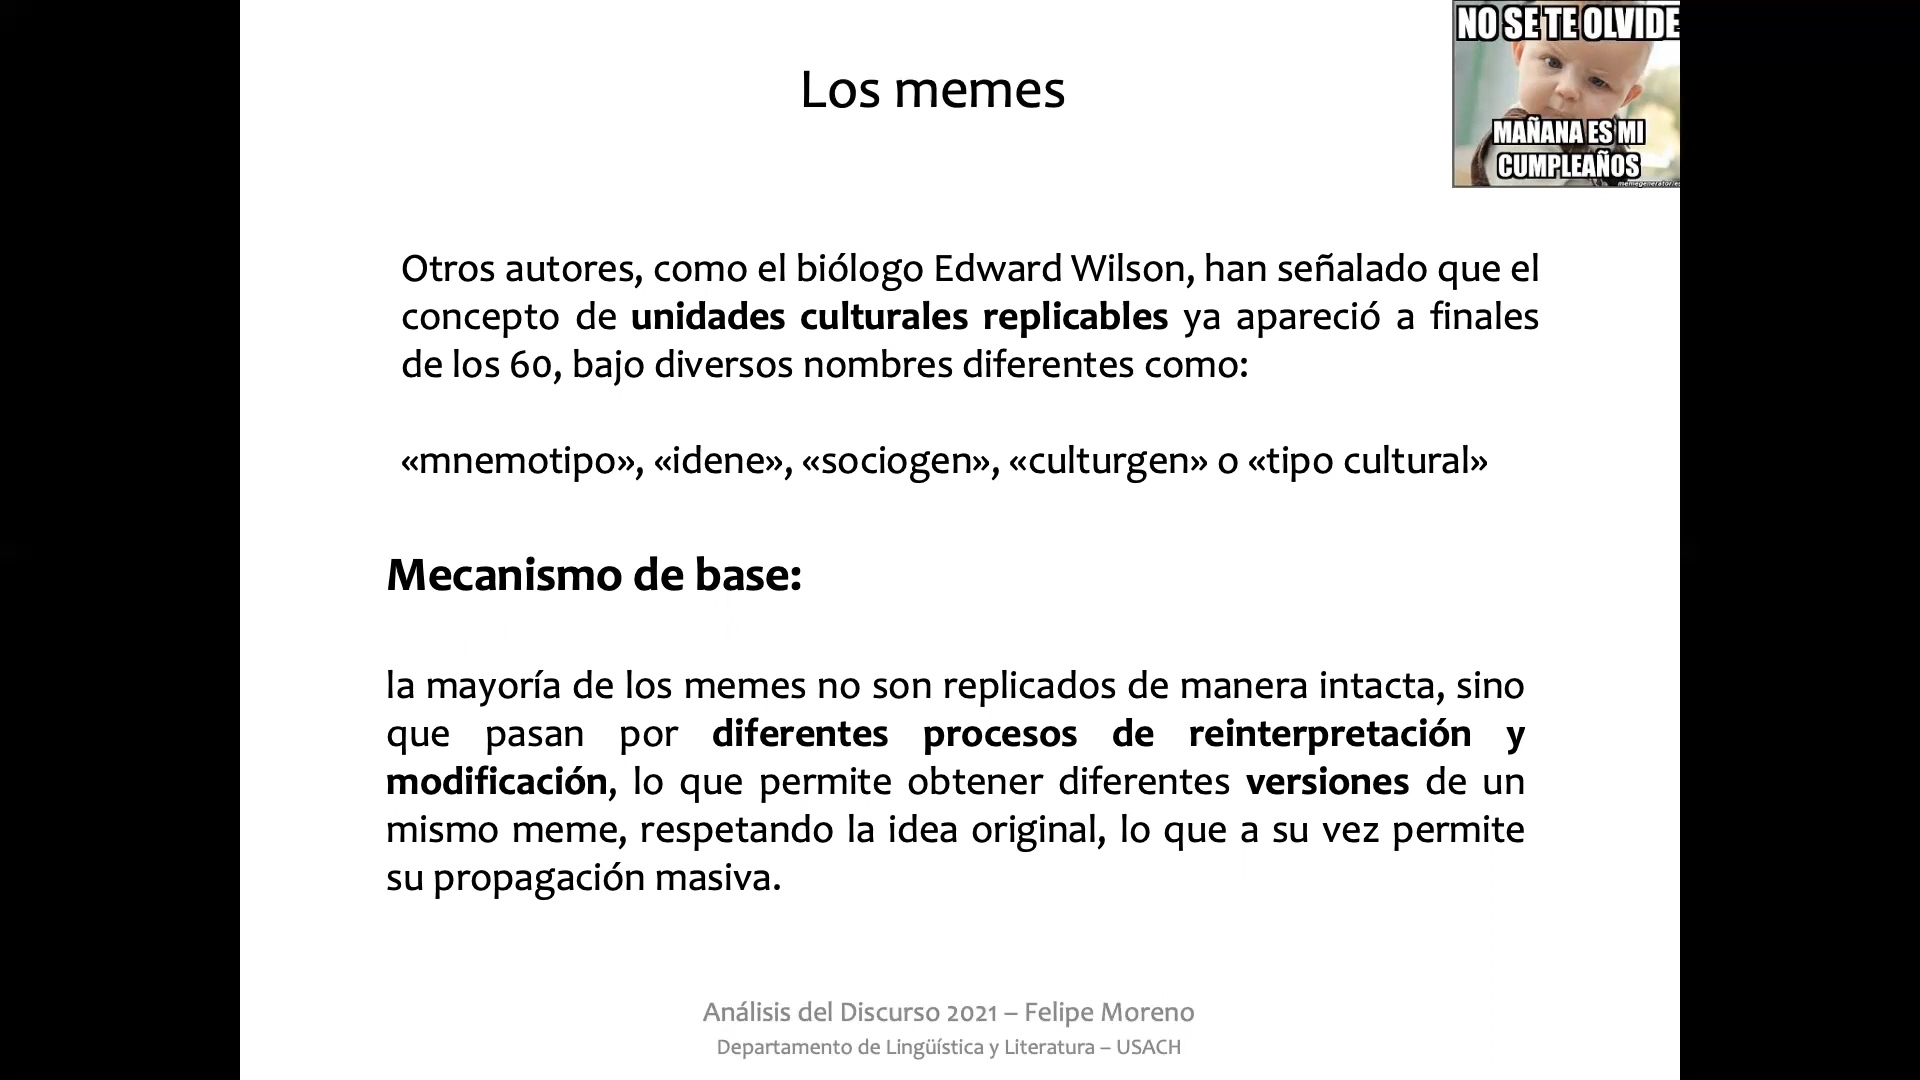 NO SE TE OLVIDE
MAÑANA ES MI
CUMPLEAÑOS
memegenerator.es
Los memes
Otros autores, como el biólogo Edward Wilson, han señalado que el
concepto de unidades culturales replicables ya apareció a finales
de los 60, bajo diversos nombres diferentes como:
«mnemotipo», «idene», «sociogen», «culturgen» o «tipo cultural»
Mecanismo de base:
la mayoría de los memes no son replicados de manera intacta, sino
que pasan por diferentes procesos de reinterpretación y
modificación, lo que permite obtener diferentes versiones de un
mismo meme, respetando la idea original, lo que a su vez permite
su propagación masiva.
Análisis del Discurso 2021 – Felipe Moreno
Departamento de Lingüística y Literatura – USACH